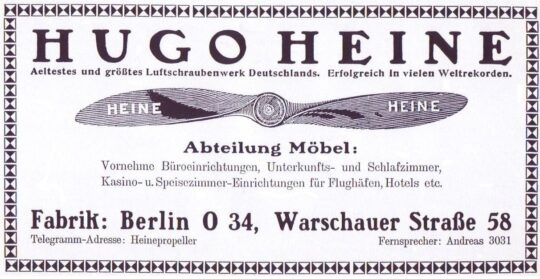 HUGO HEINE
Aeltestes und größtes Luftschraubenwerk Deutschlands. Erfolgreich in vielen Weltrekorden.
HEINE HEINE
Abteilung Möbel:
Vornehme Büroeinrichtungen, Unterkunfts- und Schlafzimmer,
Kasino- u. Speisezimmer-Einrichtungen für Flughäfen, Hotels etc.
Fabrik: Berlin O 34, Warschauer Straße 58
Telegramm-Adresse: Heinepropeller Fernsprecher: Andreas 3031